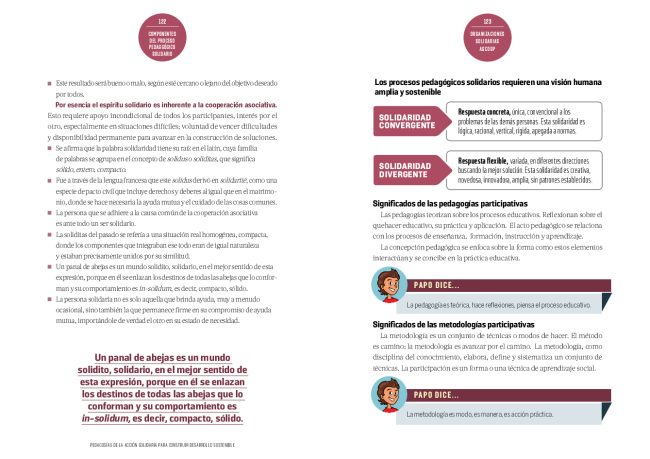 122
COMPONENTES
DEL PROCESO
PEDAGÓGICO
SOLIDARIO
Este resultado será bueno o malo, según esté cercano o lejano del objetivo deseado
por todos.
Por esencia el espíritu solidario es inherente a la cooperación asociativa.
Esto requiere apoyo incondicional de todos los participantes, interés por el
otro, especialmente en situaciones difíciles; voluntad de vencer dificultades
y disponibilidad permanente para avanzar en la construcción de soluciones.
Se afirma que la palabra solidaridad tiene su raíz en el latín, cuya familia
de palabras se agrupa en el concepto de solidus o soliditas, que significa
sólido, entero, compacto.
Fue a través de la lengua francesa que este solidus derivó en solidarité, como una
especie de pacto civil que incluye derechos y deberes al igual que en el matrimo-
nio, donde se hace necesaria la ayuda mutua y el cuidado de las cosas comunes.
La persona que se adhiere a la causa común de la cooperación asociativa
es ante todo un ser solidario.
La soliditas del pasado se refería a una situación real homogénea, compacta,
donde los componentes que integraban ese todo eran de igual naturaleza
y estaban precisamente unidos por su similitud.
Un panal de abejas es un mundo sólidito, solidario, en el mejor sentido de esta
expresión, porque en él se enlazan los destinos de todas las abejas que lo confor-
man y su comportamiento es in-solidum, es decir, compacto, sólido.
La persona solidaria no es solo aquella que brinda ayuda, muy a menudo
ocasional, sino también la que permanece firme en su compromiso de ayuda
mutua, importándole de verdad el otro en su estado de necesidad.
Un panal de abejas es un mundo
solidito, solidario, en el mejor sentido de
esta expresión, porque en él se enlazan
los destinos de todas las abejas que lo
conforman y su comportamiento es
in-solidum, es decir, compacto, sólido.
PEDAGOGÍAS DE LA ACCIÓN SOLIDARIA PARA CONSTRUIR DESARROLLO SOSTENIBLE
123
ORGANIZACIONES
SOLIDARIAS
ASCOOP
Los procesos pedagógicos solidarios requieren una visión humana
amplia y sostenible
SOLIDARIDAD
CONVERGENTE
Respuesta concreta, única, convencional a los
problemas de las demás personas. Esta solidaridad es
lógica, racional, vertical, rígida, apegada a normas.
SOLIDARIDAD
DIVERGENTE
Respuesta flexible, variada, en diferentes direcciones
buscando la mejor solución. Esta solidaridad es creativa,
novedosa, innovadora, amplia, sin patrones establecidos.
Significados de las pedagogías participativas
Las pedagogías teorizan sobre los procesos educativos. Reflexionan sobre el
quehacer educativo, su práctica y aplicación. El acto pedagógico se relaciona
con los procesos de enseñanza, formación, instrucción y aprendizaje.
La concepción pedagógica se enfoca sobre la forma como estos elementos
interactúan y se concibe en la práctica educativa.
PAPO DICE...
La pedagogía es teórica, hace reflexiones, piensa el proceso educativo.
Significados de las metodologías participativas
La metodología es un conjunto de técnicas o modos de hacer. El método
es camino; la metodología es avanzar por el camino. La metodología, como
disciplina del conocimiento, elabora, define y sistematiza un conjunto de
técnicas. La participación es un forma o una técnica de aprendizaje social.
PAPO DICE...
La metodología es modo, es manera, es acción práctica.